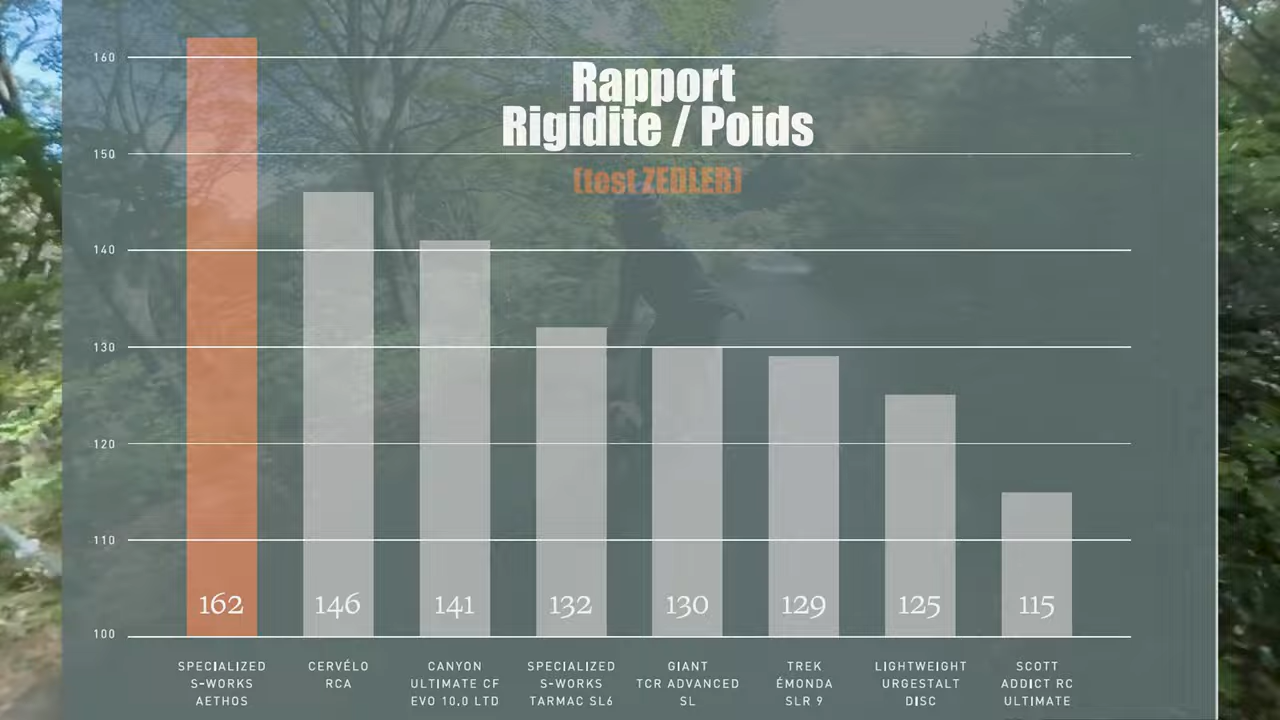 Rapport
Rigidite / Poids
[test ZEDLER]
160
150
140
130
120
110
100
162
146
141
132
130
129
125
115
SPECIALIZED
S-WORKS
AETHOS
CERVÉLO
RCA
CANYON
ULTIMATE CF
EVO 10,0 LTD
SPECIALIZED
S-WORKS
TARMAC SL6
GIANT
TCR ADVANCED
SL
TREK
ÉMONDA
SLR 9
LIGHTWEIGHT
URGESTALT
DISC
SCOTT
ADDICT RC
ULTIMATE